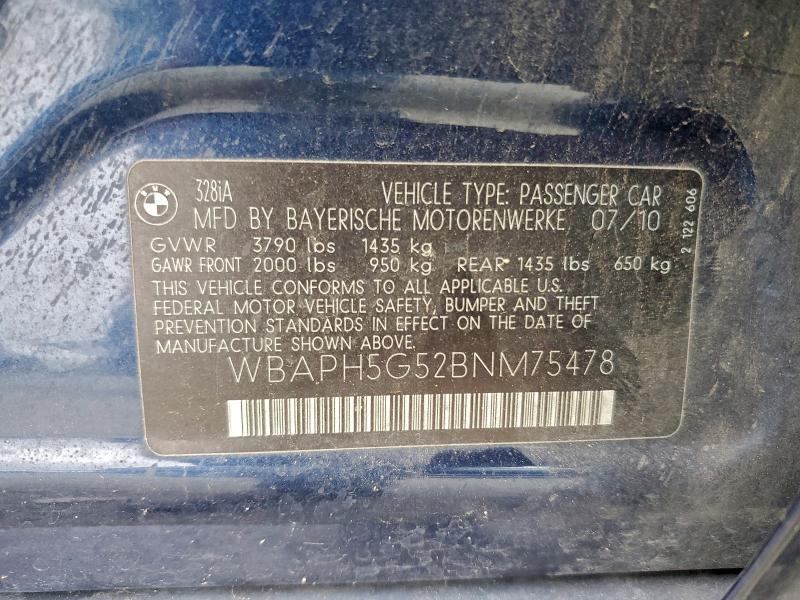 BMW
328iA VEHICLE TYPE: PASSENGER CAR
MFD BY BAYERISCHE MOTORENWERKE 07/10
GVWR 3790 lbs 1435 kg
GAWR FRONT 2000 lbs 950 kg REAR 1435 lbs 650 kg
THIS VEHICLE CONFORMS TO ALL APPLICABLE U.S.
FEDERAL MOTOR VEHICLE SAFETY, BUMPER AND THEFT
PREVENTION STANDARDS IN EFFECT ON THE DATE OF
MANUFACTURE SHOWN ABOVE.
WBAPH5G52BNM75478
2 122 606